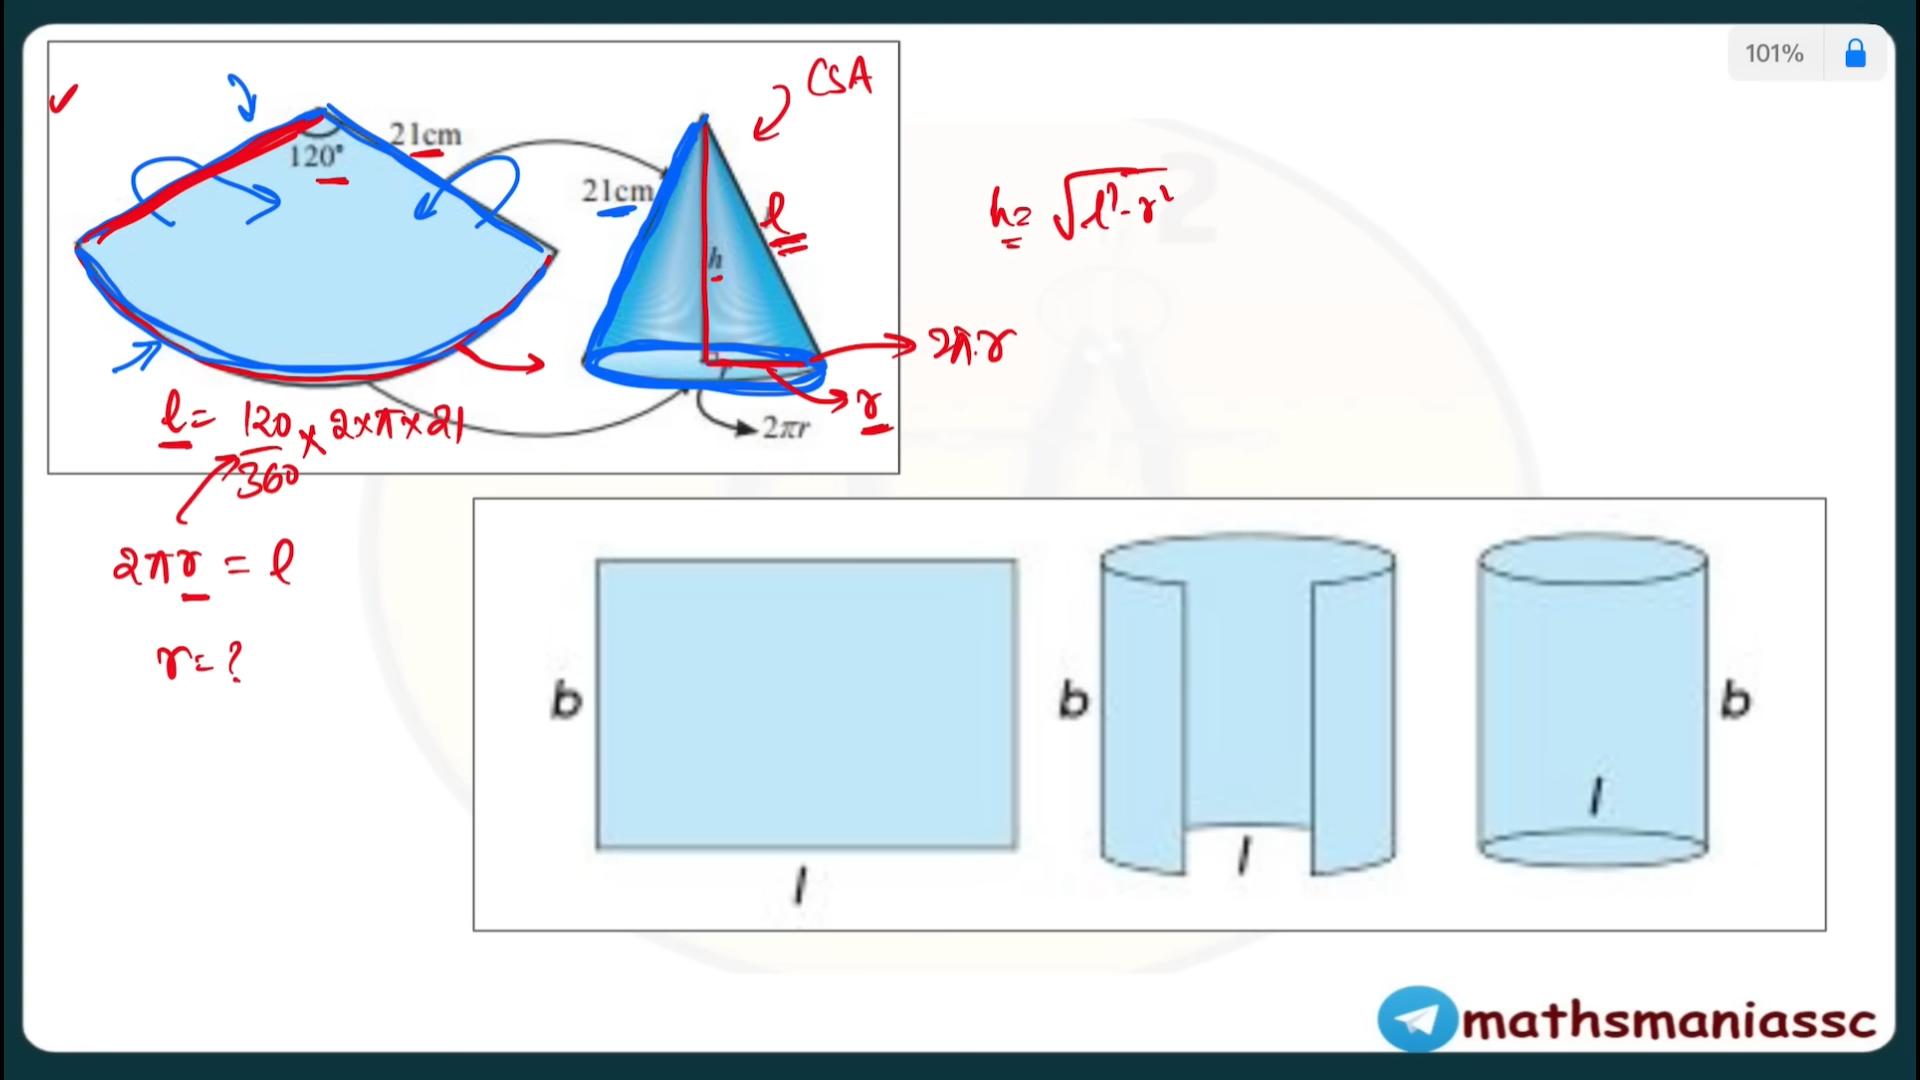 101%
CSA
21cm
120°
21cm
l
h
h = √l² - r²
2π.r
r
r
2πr
l = 120/360 × 2×π×21
2πr = l
r = ?
b
l
b
l
b
l
mathsmaniassc